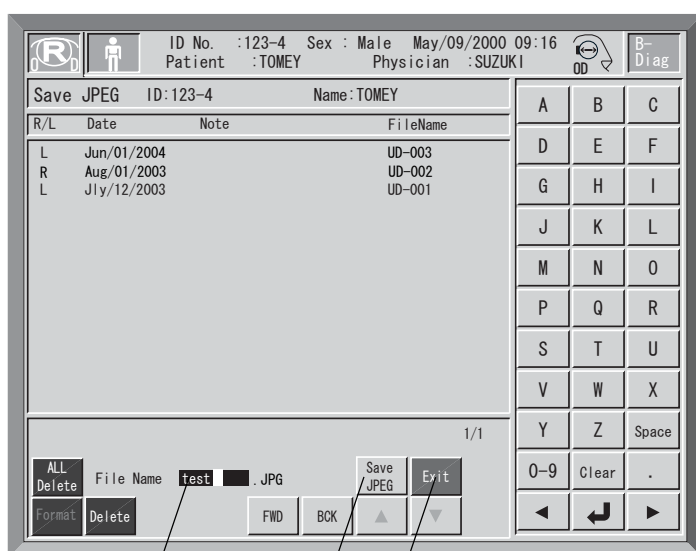 R
O D
ID No. :123-4 Sex : Male May/09/2000 09:16
Patient :TOMEY Physician :SUZUKI
OD
B-
Diag
Save JPEG ID:123-4 Name:TOMEY
R/L Date Note FileName
L Jun/01/2004 UD-003
R Aug/01/2003 UD-002
L Jly/12/2003 UD-001
1/1
ALL
Delete
File Name test .JPG
Save
JPEG
Exit
Format Delete FWD BCK ▲ ▼
A B C
D E F
G H I
J K L
M N O
P Q R
S T U
V W X
Y Z Space
0-9 Clear .
◀ ↵ ▶